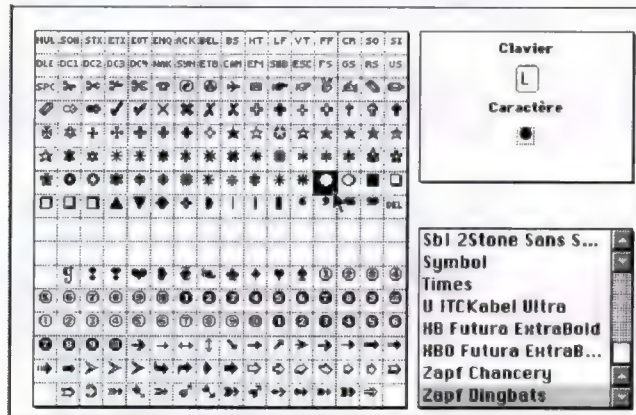 NUL SOH STX ETX EOT ENQ ACK BEL BS HT LF VT FF CR SO SI
DLE DC1 DC2 DC3 DC4 NAK SYN ETB CAN EM SUB ESC FS GS RS US
SPC
DEL
Clavier
L
Caractère
Sbl 2Stone Sans S...
Symbol
Times
U ITCKabel Ultra
XB Futura ExtraBold
XBO Futura ExtraB...
Zapf Chancery
Zapf Dingbats